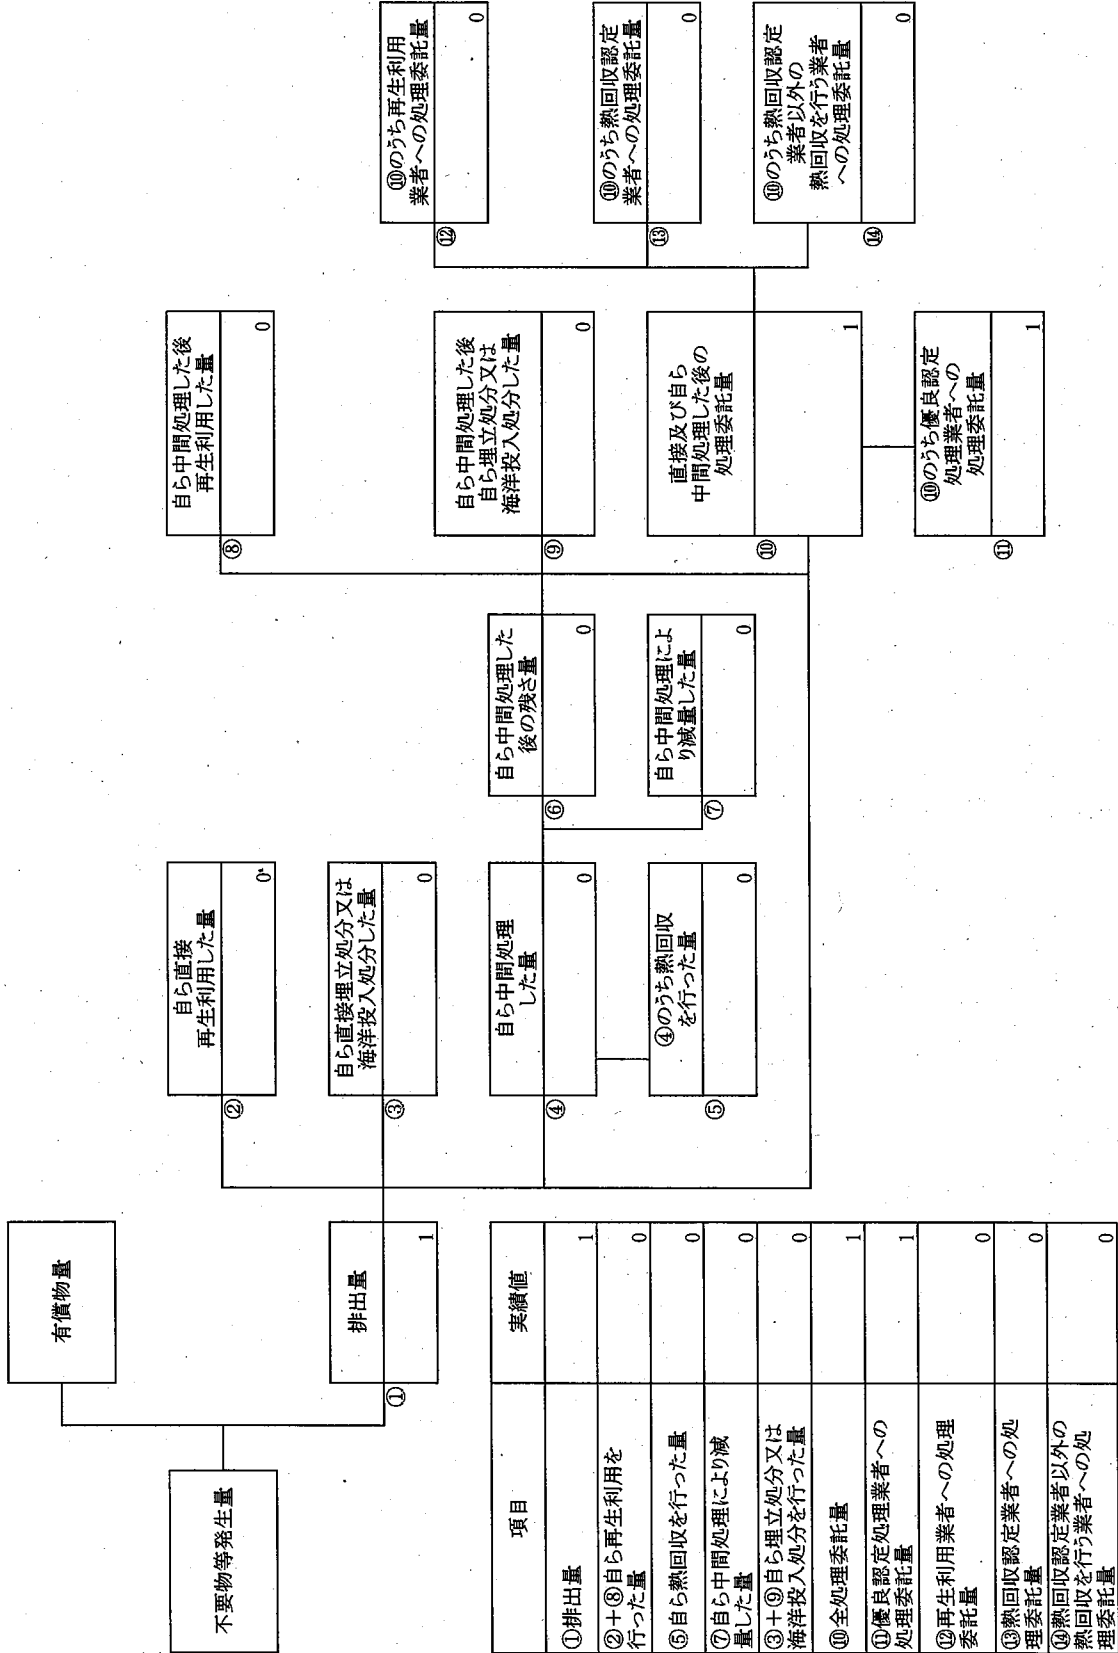 不要物等発生量
有償物量
①
排出量
1
②
自ら直接
再生利用した量
0
③
自ら直接埋立処分又は
海洋投入処分した量
0
④
自ら中間処理
した量
0
⑤
④のうち熱回収
を行った量
0
⑥
自ら中間処理した
後の残さ量
0
⑦
自ら中間処理によ
り減量した量
0
⑧
自ら中間処理した後
再生利用した量
0
⑨
自ら中間処理した後
自ら埋立処分又は
海洋投入処分した量
0
⑩
直接及び自ら
中間処理した後の
処理委託量
1
⑪
⑩のうち優良認定
処理業者への
処理委託量
1
⑫
⑩のうち再生利用
業者への処理委託量
0
⑬
⑩のうち熱回収認定
業者への処理委託量
0
⑭
⑩のうち熱回収認定
業者以外の
熱回収を行う業者
への処理委託量
0
項目 実績値
①排出量 1
②+⑧自ら再生利用を
行った量 0
⑤自ら熱回収を行った量 0
⑦自ら中間処理により減
量した量 0
③+⑨自ら埋立処分又は
海洋投入処分を行った量 0
⑩全処理委託量 1
⑪優良認定処理業者への
処理委託量 1
⑫再生利用業者への処理
委託量 0
⑬熱回収認定業者への処
理委託量 0
⑭熱回収認定業者以外の
熱回収を行う業者への処
理委託量 0